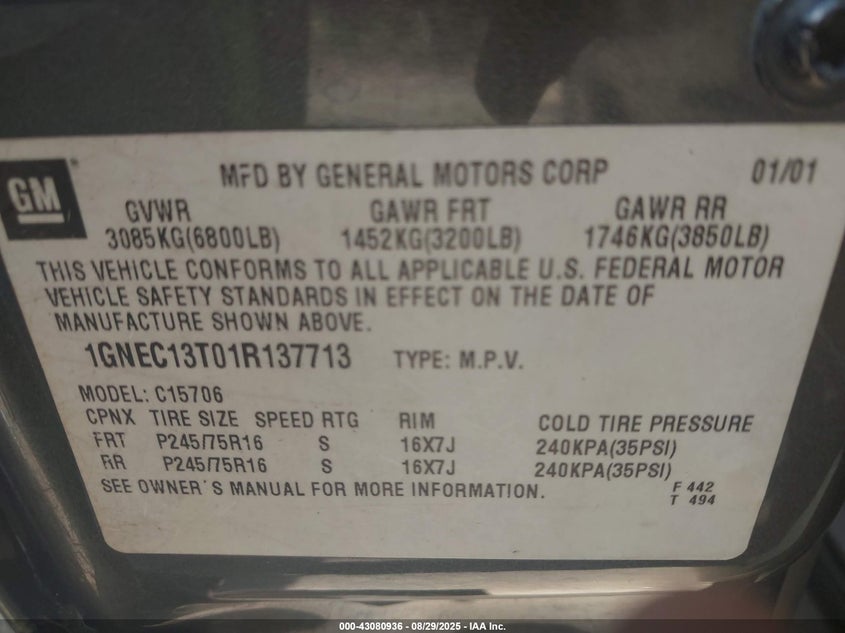 GM
MFD BY GENERAL MOTORS CORP 01/01
GVWR GAWR FRT GAWR RR
3085KG(6800LB) 1452KG(3200LB) 1746KG(3850LB)
THIS VEHICLE CONFORMS TO ALL APPLICABLE U.S. FEDERAL MOTOR
VEHICLE SAFETY STANDARDS IN EFFECT ON THE DATE OF
MANUFACTURE SHOWN ABOVE.
1GNEC13T01R137713 TYPE: M.P.V.
MODEL: C15706
CPNX TIRE SIZE SPEED RTG RIM COLD TIRE PRESSURE
FRT P245/75R16 S 16X7J 240KPA(35PSI)
RR P245/75R16 S 16X7J 240KPA(35PSI)
SEE OWNER'S MANUAL FOR MORE INFORMATION.
F 442
T 494
000-43080936 - 08/29/2025 - IAA Inc.